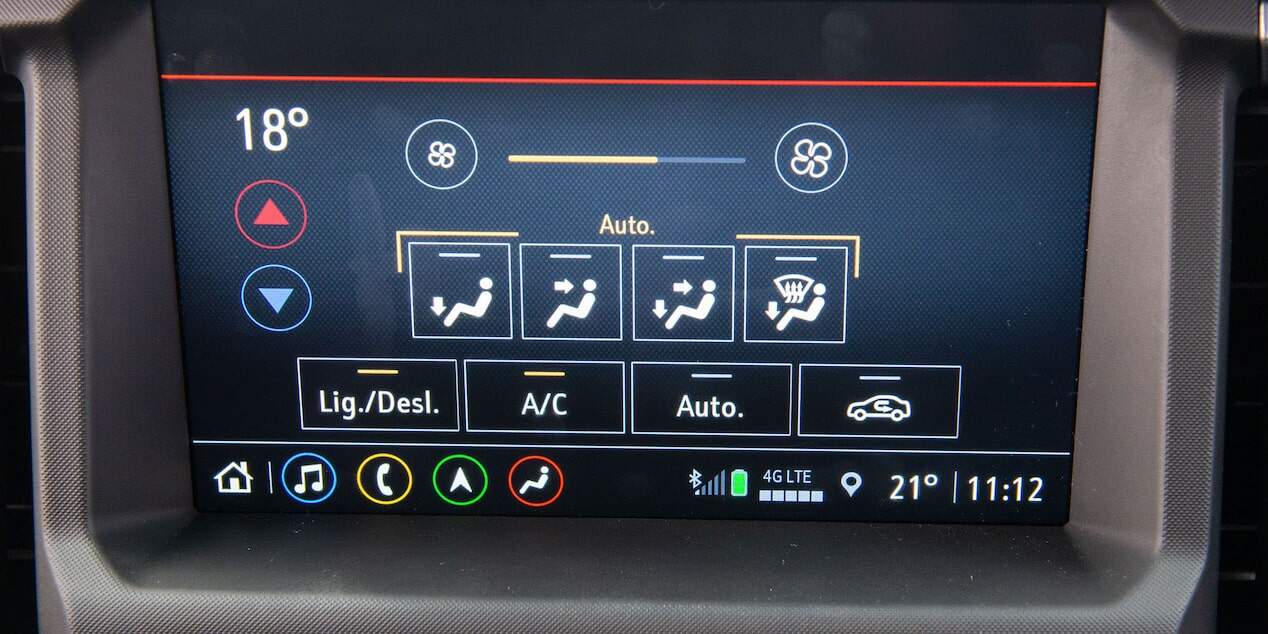 18°
Auto.
Lig./Desl. A/C Auto.
4G LTE
21° 11:12